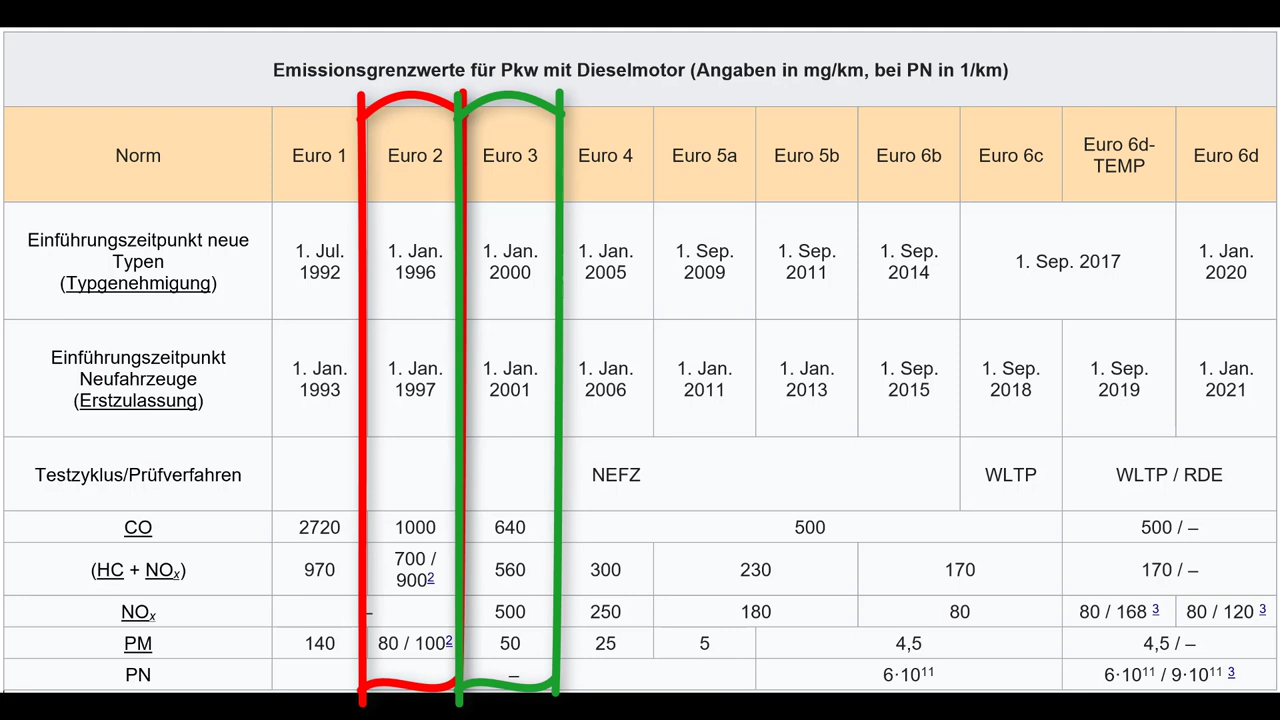 Emissionsgrenzwerte für Pkw mit Dieselmotor (Angaben in mg/km, bei PN in 1/km)
Norm Euro 1 Euro 2 Euro 3 Euro 4 Euro 5a Euro 5b Euro 6b Euro 6c Euro 6d-
TEMP Euro 6d
Einführungszeitpunkt neue
Typen
(Typgenehmigung) 1. Jul.
1992 1. Jan.
1996 1. Jan.
2000 1. Jan.
2005 1. Sep.
2009 1. Sep.
2011 1. Sep.
2014 1. Sep. 2017 1. Jan.
2020
Einführungszeitpunkt
Neufahrzeuge
(Erstzulassung) 1. Jan.
1993 1. Jan.
1997 1. Jan.
2001 1. Jan.
2006 1. Jan.
2011 1. Jan.
2013 1. Sep.
2015 1. Sep.
2018 1. Sep.
2019 1. Jan.
2021
Testzyklus/Prüfverfahren NEFZ WLTP WLTP / RDE
CO 2720 1000 640 500 500 / –
(HC + NOₓ) 970 700 /
900² 560 300 230 170 170 / –
NOₓ – 500 250 180 80 80 / 168 ³ 80 / 120 ³
PM 140 80 / 100² 50 25 5 4,5 4,5 / –
PN – 6·10¹¹ 6·10¹¹ / 9·10¹¹ ³